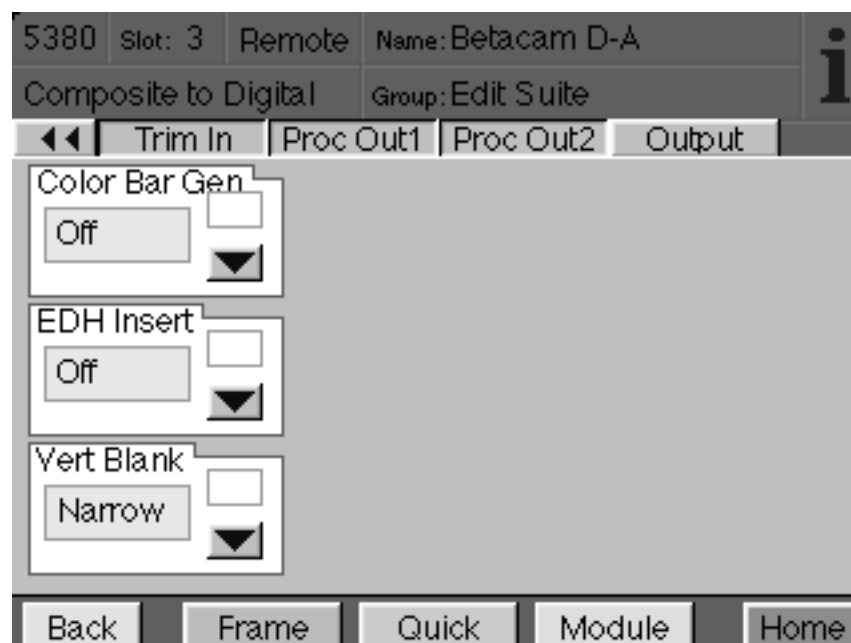 5380 Slot: 3 Remote Name: Betacam D-A
i
Composite to Digital Group: Edit Suite
Trim In Proc Out1 Proc Out2 Output
Color Bar Gen
Off
EDH Insert
Off
Vert Blank
Narrow
Back Frame Quick Module Home